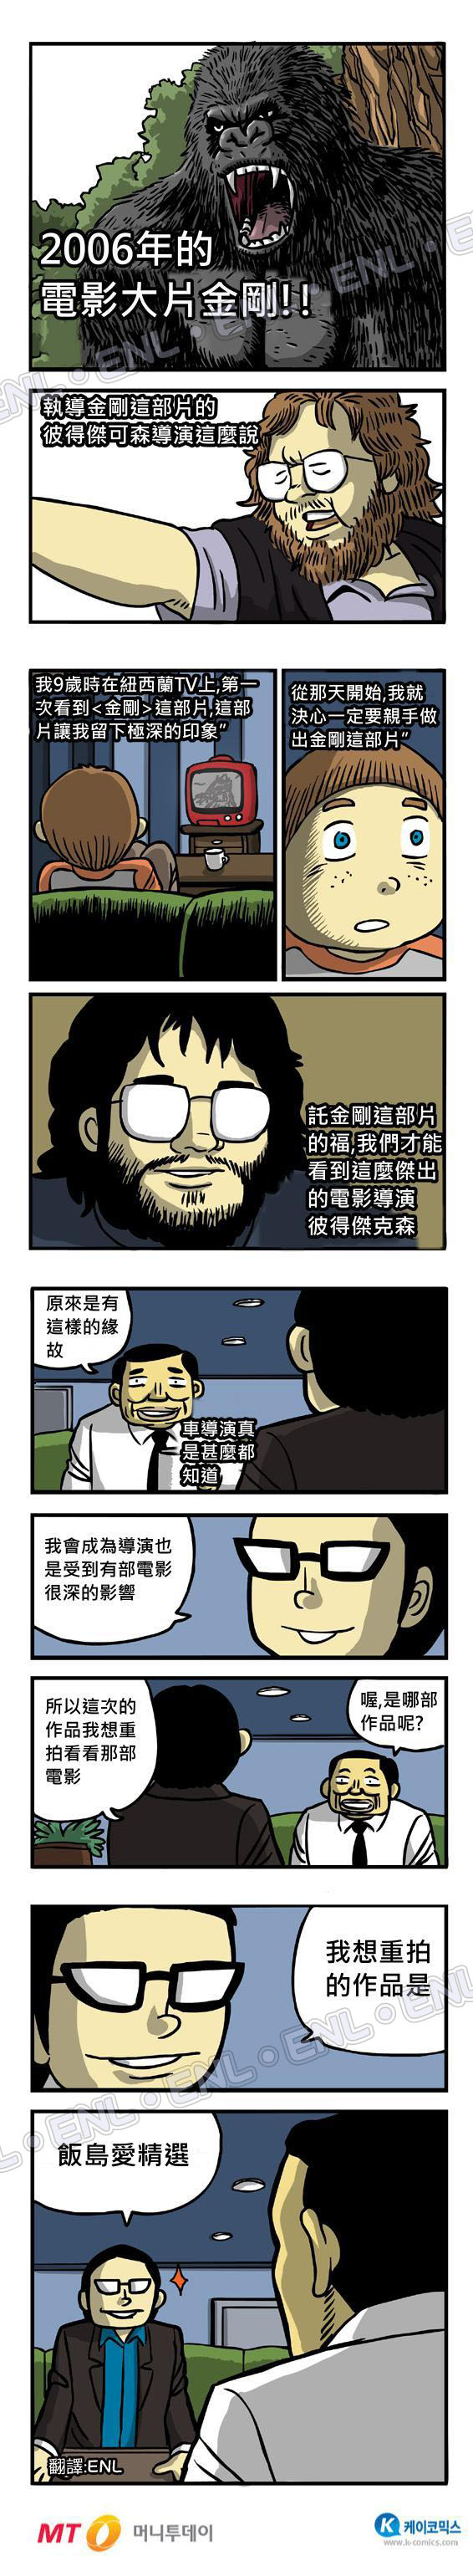 2006年的
電影大片金剛!!
執導金剛這部片的
彼得傑可森導演這麼說
我9歲時在紐西蘭TV上,第一
次看到<金剛>這部片,這部
片讓我留下極深的印象"
從那天開始,我就
決心一定要親手做
出金剛這部片"
託金剛這部片
的福,我們才能
看到這麼傑出
的電影導演
彼得傑克森
原來是有
這樣的緣
故
車導演真
是甚麼都
知道
我會成為導演也
是受到有部電影
很深的影響
所以這次的
作品我想重
拍看看那部
電影
喔,是哪部
作品呢?
我想重拍
的作品是
飯島愛精選
翻譯:ENL
MT 머니투데이
K 케이코믹스
www.k-comics.com
ENL•ENL•ENL•ENL•ENL
ENL•ENL•ENL•ENL•ENL